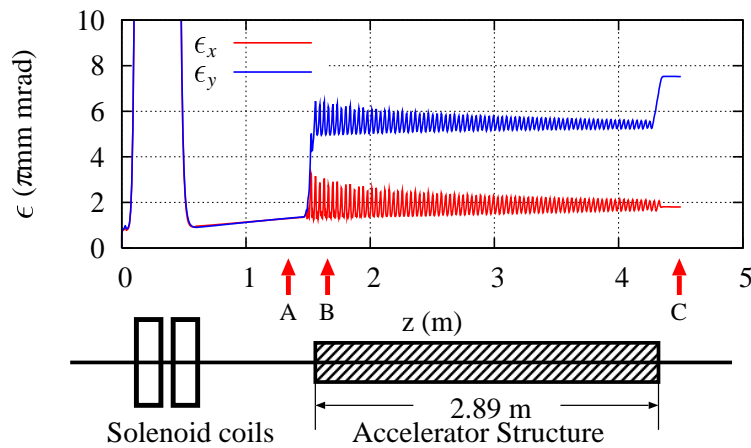 10
8
6
4
2
0
ϵ (πmm mrad)
ϵx
ϵy
0 1 2 3 4 5
A B C
z (m)
2.89 m
Solenoid coils Accelerator Structure